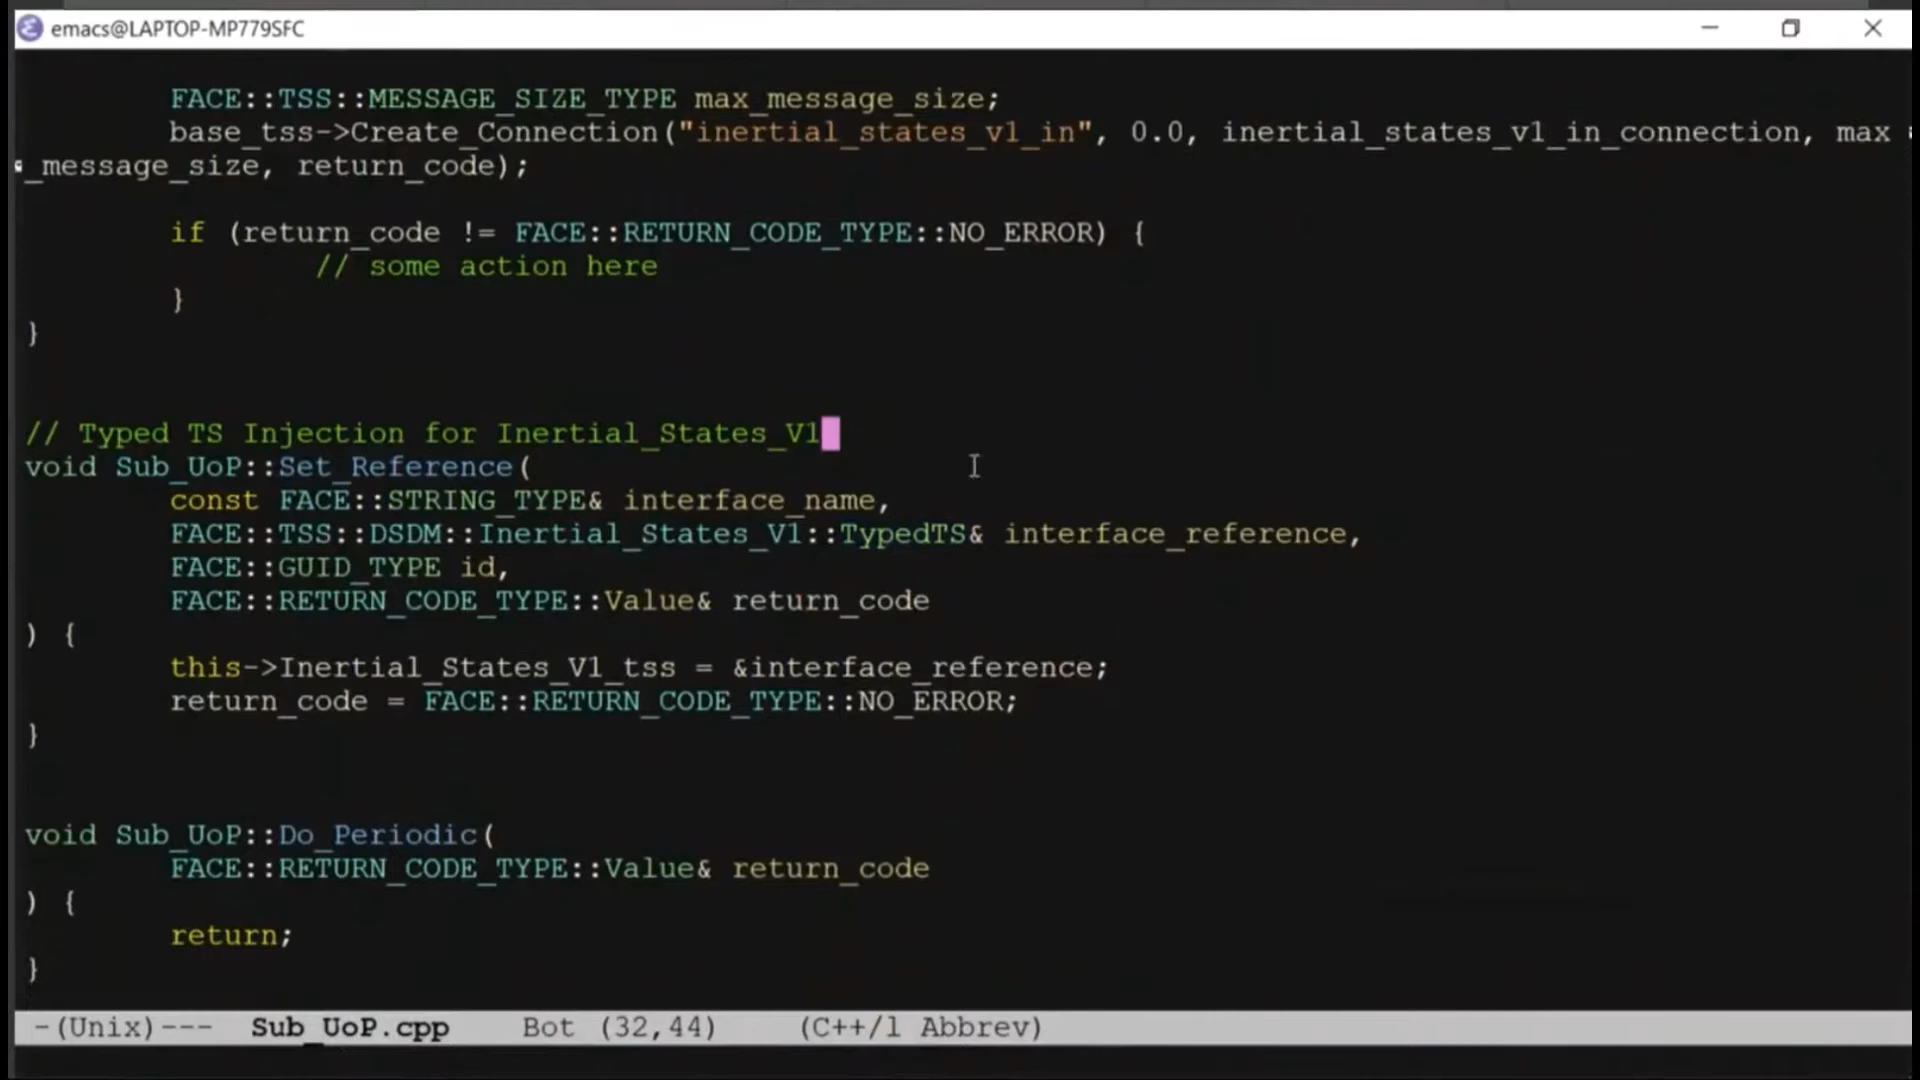 emacs@LAPTOP-MP779SFC
FACE::TSS::MESSAGE_SIZE_TYPE max_message_size;
base_tss->Create_Connection("inertial_states_v1_in", 0.0, inertial_states_v1_in_connection, max
_message_size, return_code);
if (return_code != FACE::RETURN_CODE_TYPE::NO_ERROR) {
// some action here
}
}
// Typed TS Injection for Inertial_States_V1
void Sub_UoP::Set_Reference(
const FACE::STRING_TYPE& interface_name,
FACE::TSS::DSDM::Inertial_States_V1::TypedTS& interface_reference,
FACE::GUID_TYPE id,
FACE::RETURN_CODE_TYPE::Value& return_code
) {
this->Inertial_States_V1_tss = &interface_reference;
return_code = FACE::RETURN_CODE_TYPE::NO_ERROR;
}
void Sub_UoP::Do_Periodic(
FACE::RETURN_CODE_TYPE::Value& return_code
) {
return;
}
-(Unix)--- Sub_UoP.cpp Bot (32,44) (C++/l Abbrev)